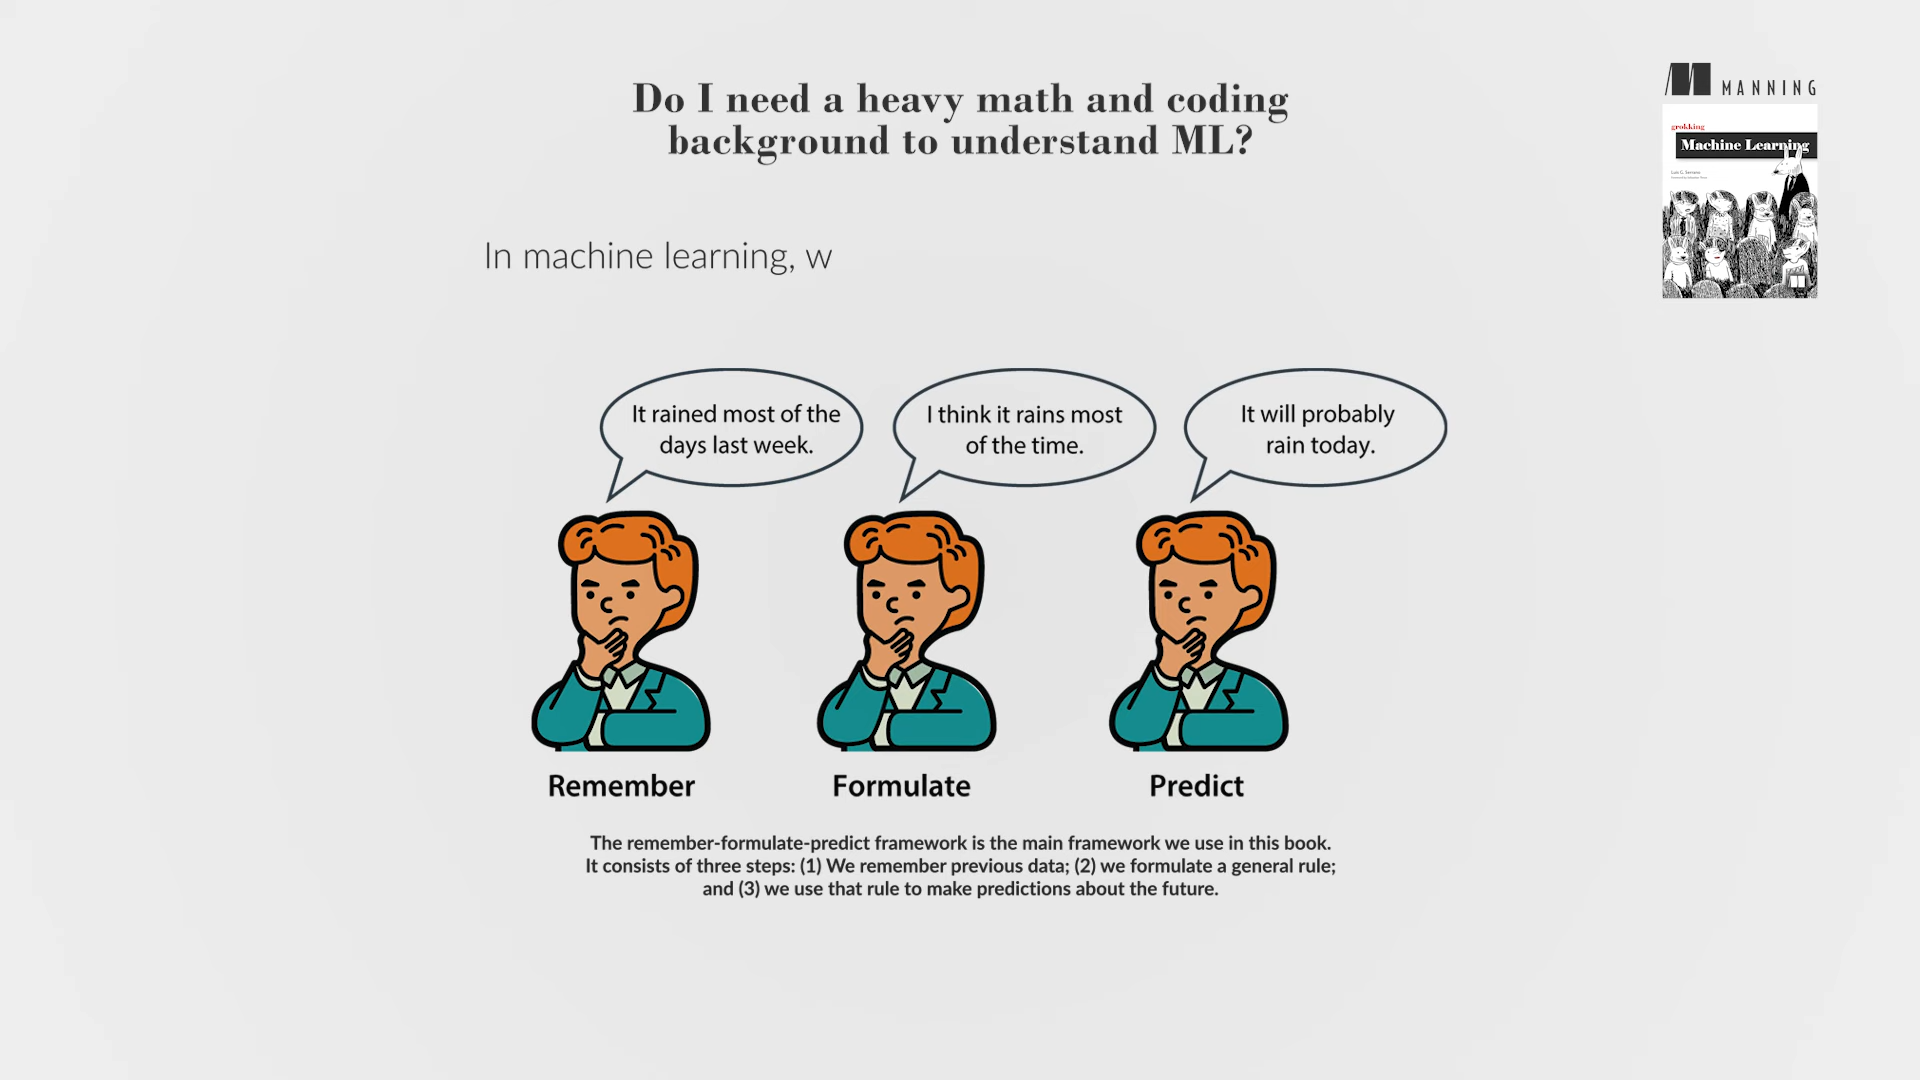 Do I need a heavy math and coding
background to understand ML?
MANNING
grokking
Machine Learning
Luis G. Serrano
In machine learning, w
It rained most of the
days last week.
I think it rains most
of the time.
It will probably
rain today.
Remember
Formulate
Predict
The remember-formulate-predict framework is the main framework we use in this book.
It consists of three steps: (1) We remember previous data; (2) we formulate a general rule;
and (3) we use that rule to make predictions about the future.